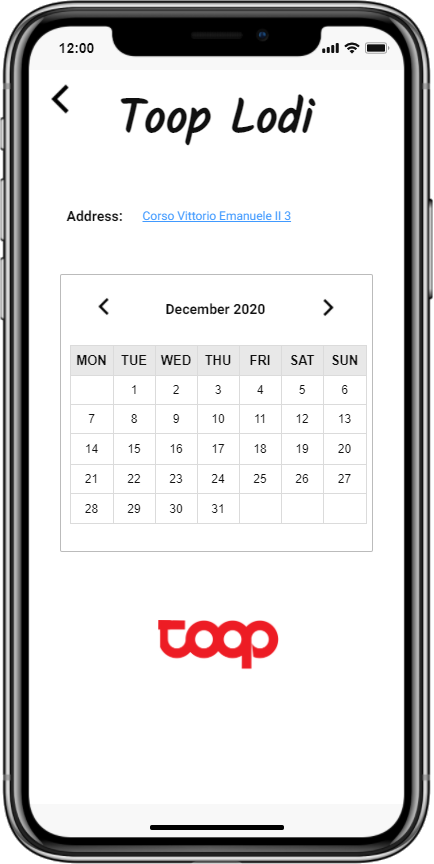 12:00
Toop Lodi
Address: Corso Vittorio Emanuele II 3
December 2020
MON TUE WED THU FRI SAT SUN
1 2 3 4 5 6
7 8 9 10 11 12 13
14 15 16 17 18 19 20
21 22 23 24 25 26 27
28 29 30 31
toop